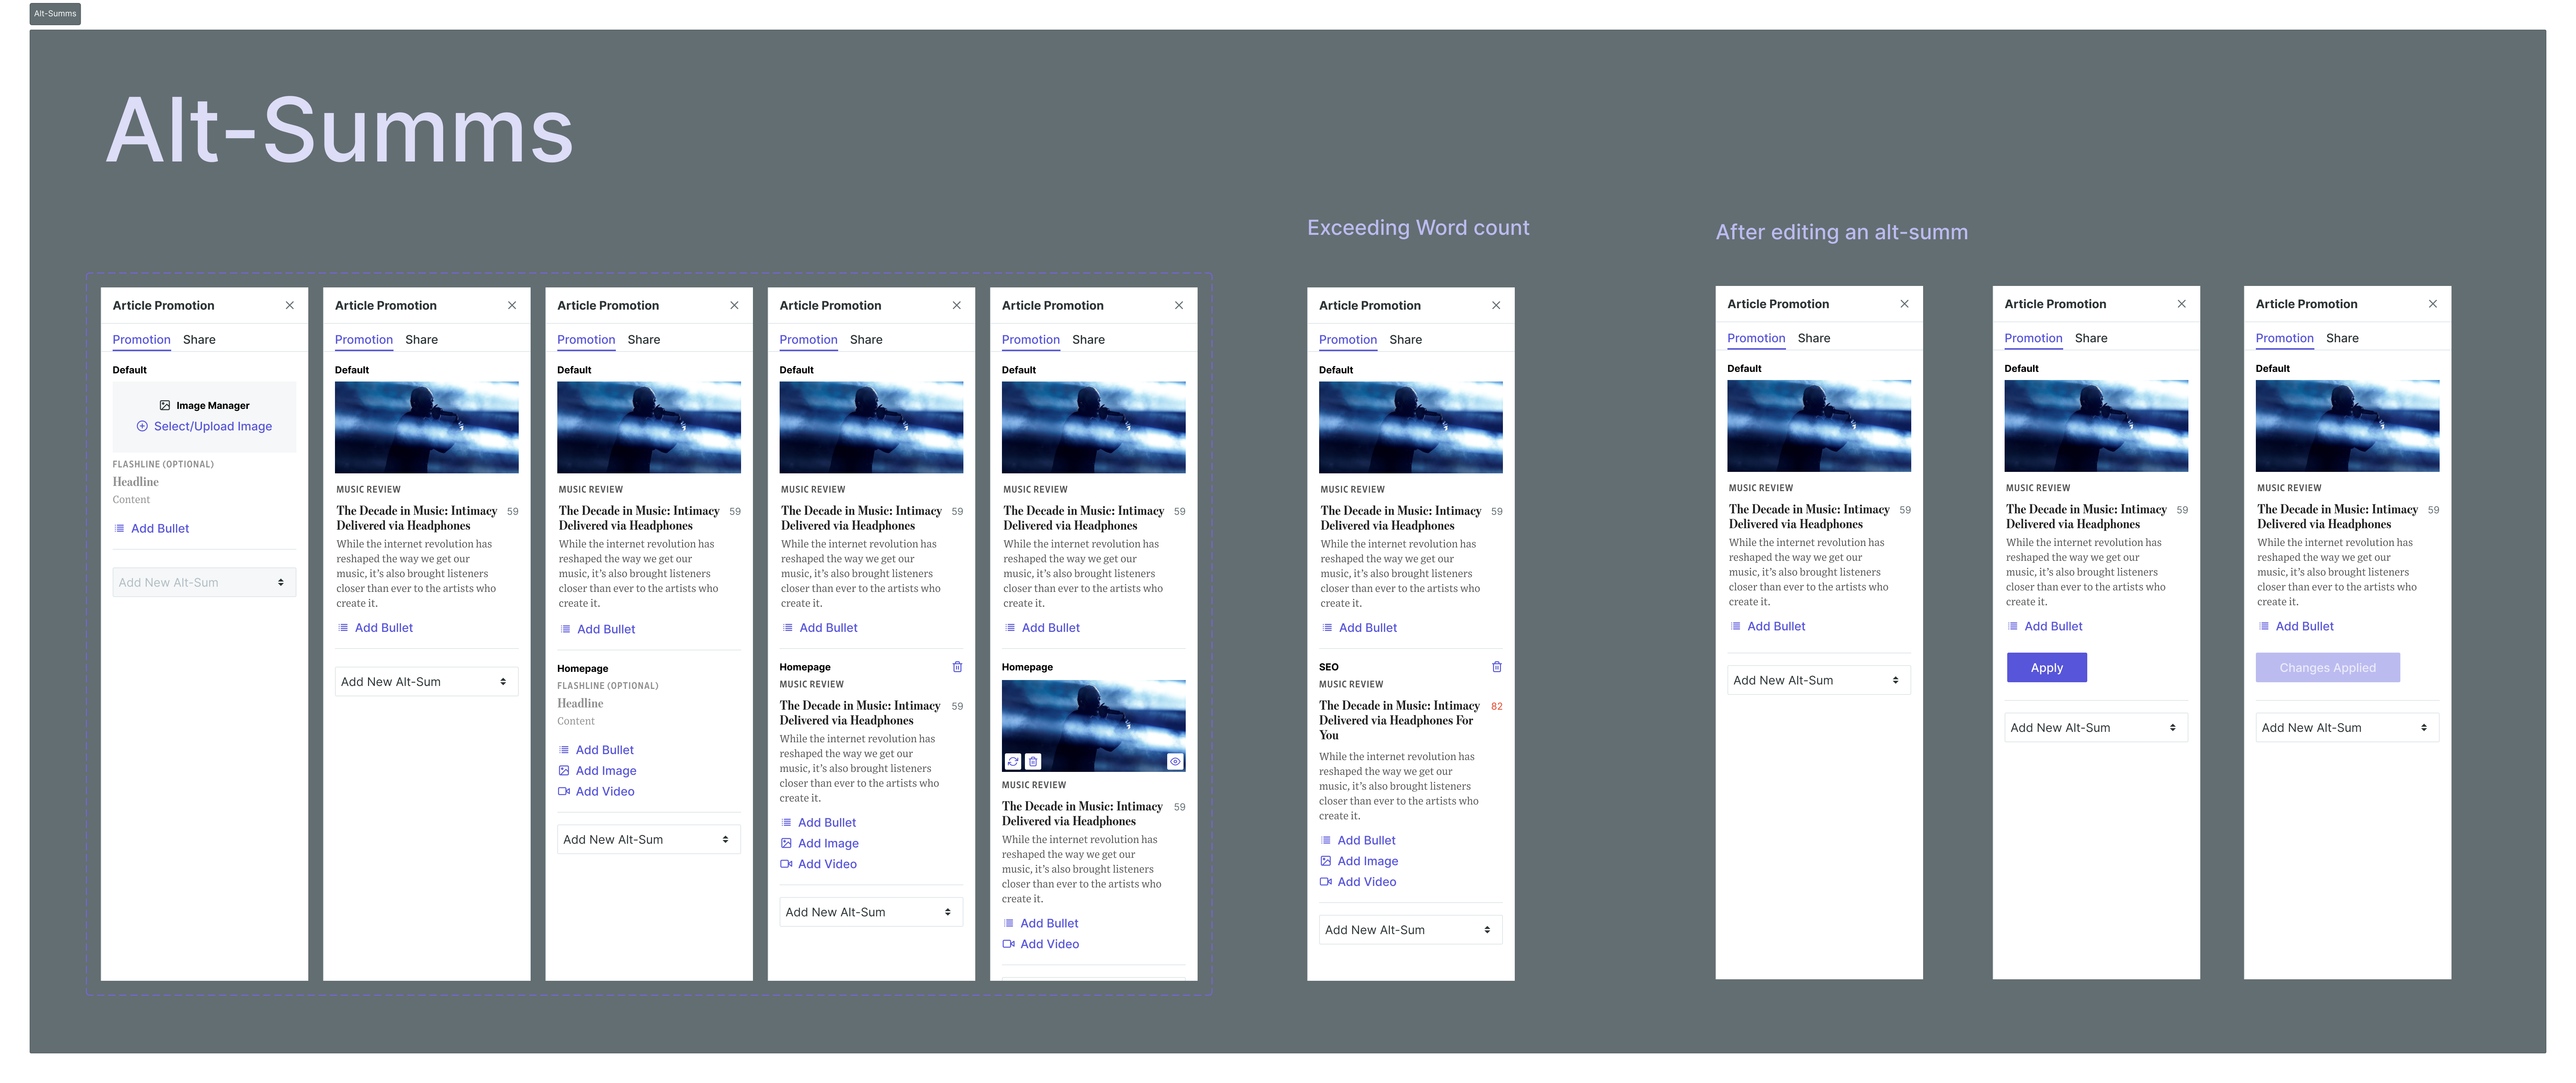 Alt-Summs
Alt-Summs
Article Promotion
Promotion Share
Default
Image Manager
Select/Upload Image
FLASHLINE (OPTIONAL)
Headline
Content
Add Bullet
Add New Alt-Sum
Article Promotion
Promotion Share
Default
MUSIC REVIEW
The Decade in Music: Intimacy 59
Delivered via Headphones
While the internet revolution has
reshaped the way we get our
music, it’s also brought listeners
closer than ever to the artists who
create it.
Add Bullet
Add New Alt-Sum
Article Promotion
Promotion Share
Default
MUSIC REVIEW
The Decade in Music: Intimacy 59
Delivered via Headphones
While the internet revolution has
reshaped the way we get our
music, it’s also brought listeners
closer than ever to the artists who
create it.
Add Bullet
Homepage
FLASHLINE (OPTIONAL)
Headline
Content
Add Bullet
Add Image
Add Video
Add New Alt-Sum
Article Promotion
Promotion Share
Default
MUSIC REVIEW
The Decade in Music: Intimacy 59
Delivered via Headphones
While the internet revolution has
reshaped the way we get our
music, it’s also brought listeners
closer than ever to the artists who
create it.
Add Bullet
Homepage
MUSIC REVIEW
The Decade in Music: Intimacy 59
Delivered via Headphones
While the internet revolution has
reshaped the way we get our
music, it’s also brought listeners
closer than ever to the artists who
create it.
Add Bullet
Add Image
Add Video
Add New Alt-Sum
Article Promotion
Promotion Share
Default
MUSIC REVIEW
The Decade in Music: Intimacy 59
Delivered via Headphones
While the internet revolution has
reshaped the way we get our
music, it’s also brought listeners
closer than ever to the artists who
create it.
Add Bullet
Homepage
MUSIC REVIEW
The Decade in Music: Intimacy 59
Delivered via Headphones
While the internet revolution has
reshaped the way we get our
music, it’s also brought listeners
closer than ever to the artists who
create it.
Add Bullet
Add Video
Exceeding Word count
Article Promotion
Promotion Share
Default
MUSIC REVIEW
The Decade in Music: Intimacy 59
Delivered via Headphones
While the internet revolution has
reshaped the way we get our
music, it’s also brought listeners
closer than ever to the artists who
create it.
Add Bullet
SEO
MUSIC REVIEW
The Decade in Music: Intimacy 82
Delivered via Headphones For
You
While the internet revolution has
reshaped the way we get our
music, it’s also brought listeners
closer than ever to the artists who
create it.
Add Bullet
Add Image
Add Video
Add New Alt-Sum
After editing an alt-summ
Article Promotion
Promotion Share
Default
MUSIC REVIEW
The Decade in Music: Intimacy 59
Delivered via Headphones
While the internet revolution has
reshaped the way we get our
music, it’s also brought listeners
closer than ever to the artists who
create it.
Add Bullet
Add New Alt-Sum
Article Promotion
Promotion Share
Default
MUSIC REVIEW
The Decade in Music: Intimacy 59
Delivered via Headphones
While the internet revolution has
reshaped the way we get our
music, it’s also brought listeners
closer than ever to the artists who
create it.
Add Bullet
Apply
Add New Alt-Sum
Article Promotion
Promotion Share
Default
MUSIC REVIEW
The Decade in Music: Intimacy 59
Delivered via Headphones
While the internet revolution has
reshaped the way we get our
music, it’s also brought listeners
closer than ever to the artists who
create it.
Add Bullet
Changes Applied
Add New Alt-Sum